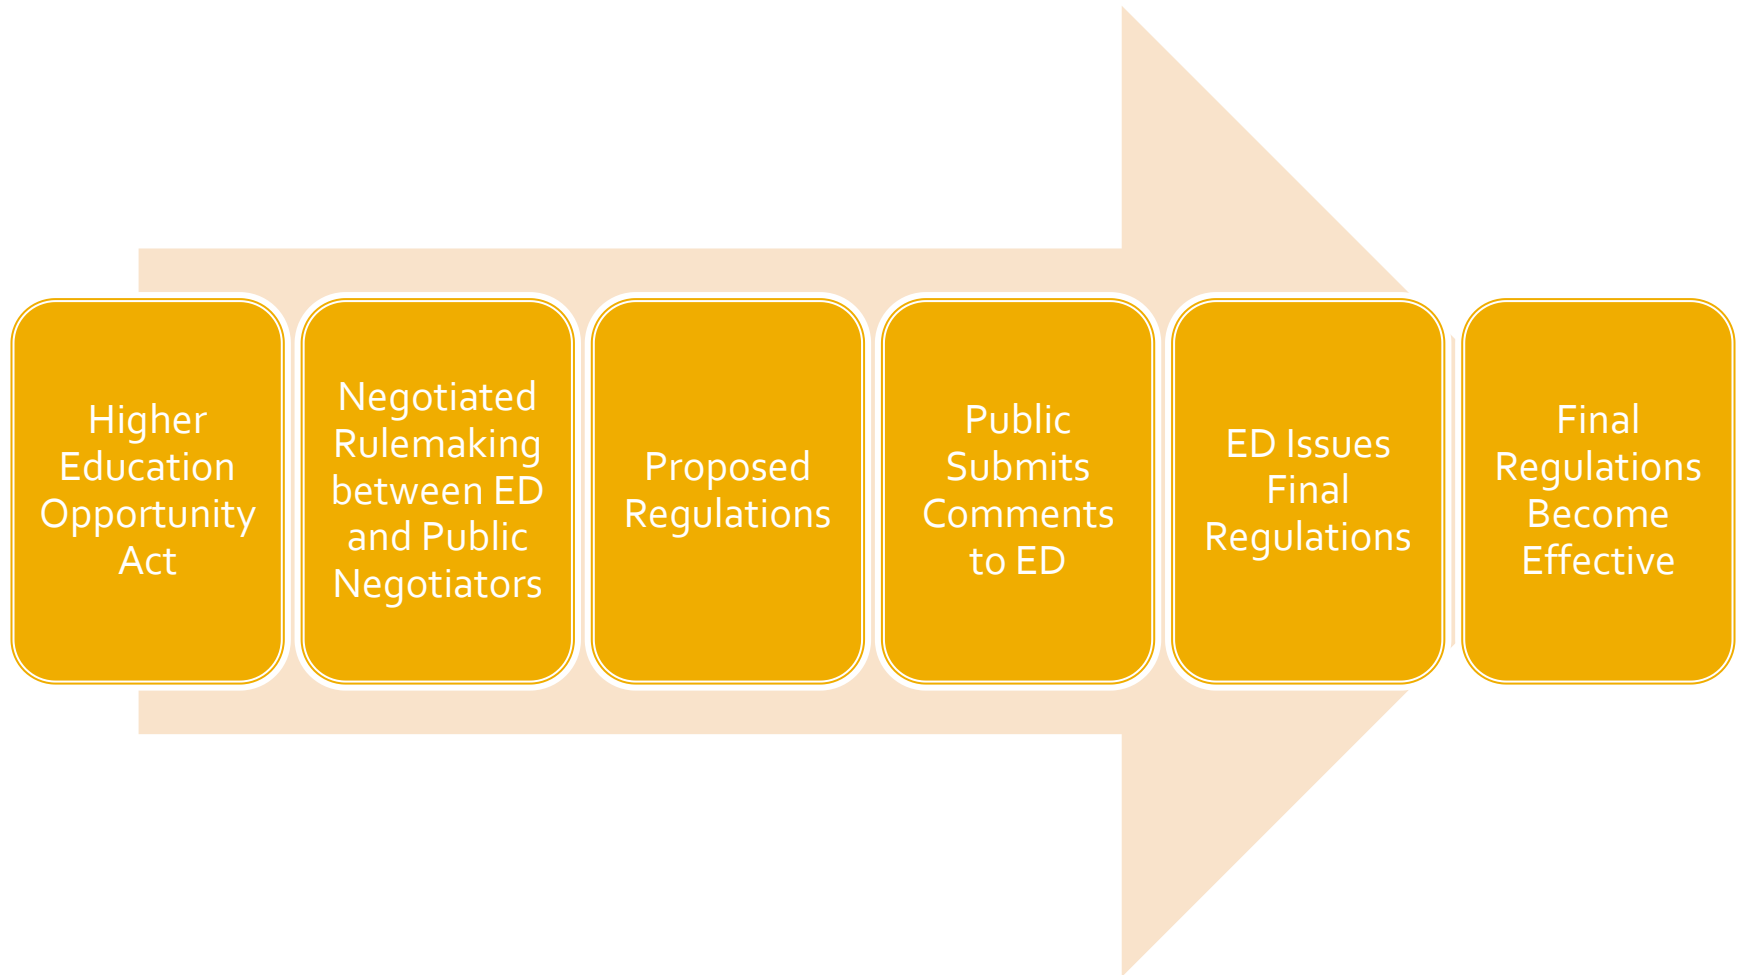 Higher
Education
Opportunity
Act
Negotiated
Rulemaking
between ED
and Public
Negotiators
Proposed
Regulations
Public
Submits
Comments
to ED
ED Issues
Final
Regulations
Final
Regulations
Become
Effective